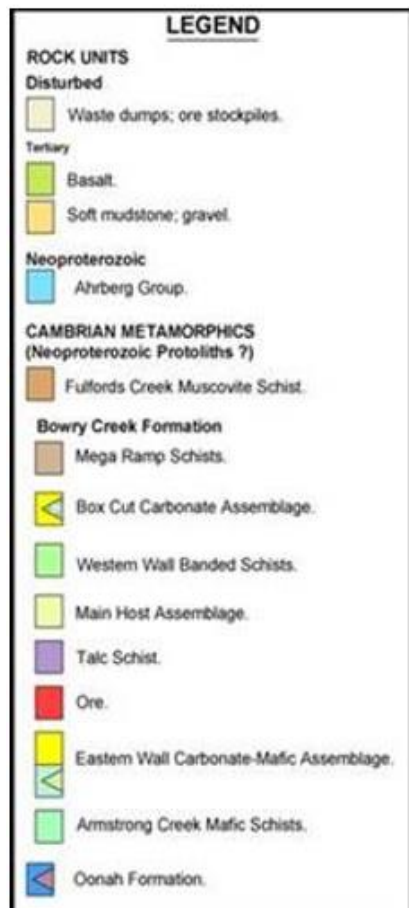 LEGEND
ROCK UNITS
Disturbed
Waste dumps; ore stockpiles.
Tertiary
Basalt.
Soft mudstone; gravel.
Neoproterozoic
Ahrberg Group.
CAMBRIAN METAMORPHICS
(Neoproterozoic Protoliths ?)
Fulfords Creek Muscovite Schist.
Bowry Creek Formation
Mega Ramp Schists.
Box Cut Carbonate Assemblage.
Western Wall Banded Schists.
Main Host Assemblage.
Talc Schist.
Ore.
Eastern Wall Carbonate-Mafic Assemblage.
Armstrong Creek Mafic Schists.
Oonah Formation.